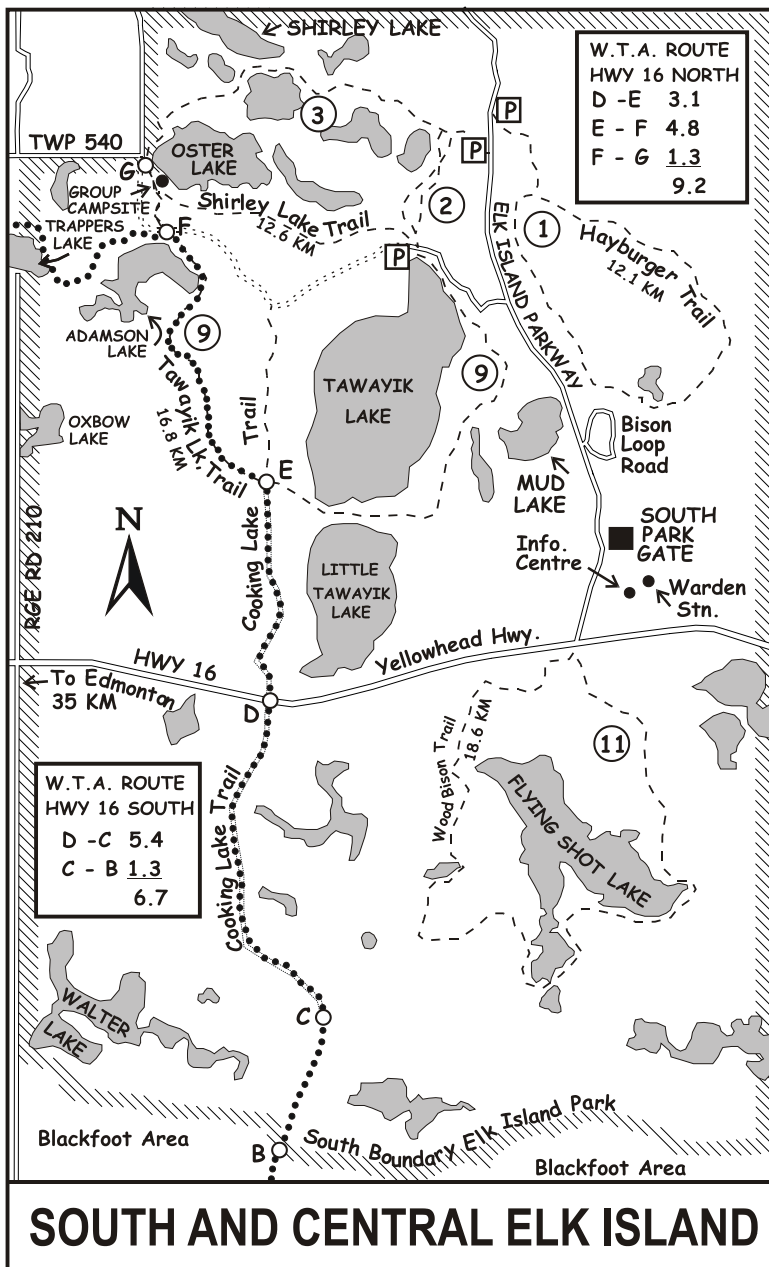 SHIRLEY LAKE
W.T.A. ROUTE
HWY 16 NORTH
D -E 3.1
E - F 4.8
F - G 1.3
9.2
P
3
TWP 540
P
G
OSTER
LAKE
GROUP
CAMPSITE
TRAPPERS
LAKE
Shirley Lake Trail
12.6 KM
2
ELK ISLAND PARKWAY
1
Hayburger Trail
12.1 KM
F
P
ADAMSON
LAKE
9
Tawayik Lk. Trail
16.8 KM
Trail
TAWAYIK
LAKE
9
OXBOW
LAKE
Bison
Loop
Road
MUD
LAKE
E
N
RGE RD 210
Cooking Lake
LITTLE
TAWAYIK
LAKE
SOUTH
PARK
GATE
Info.
Centre
Warden
Stn.
HWY 16
Yellowhead Hwy.
To Edmonton
35 KM
D
Wood Bison Trail
18.6 KM
11
W.T.A. ROUTE
HWY 16 SOUTH
D -C 5.4
C - B 1.3
6.7
Cooking Lake Trail
FLYING SHOT LAKE
WALTER
LAKE
C
Blackfoot Area
B
South Boundary Elk Island Park
Blackfoot Area
SOUTH AND CENTRAL ELK ISLAND